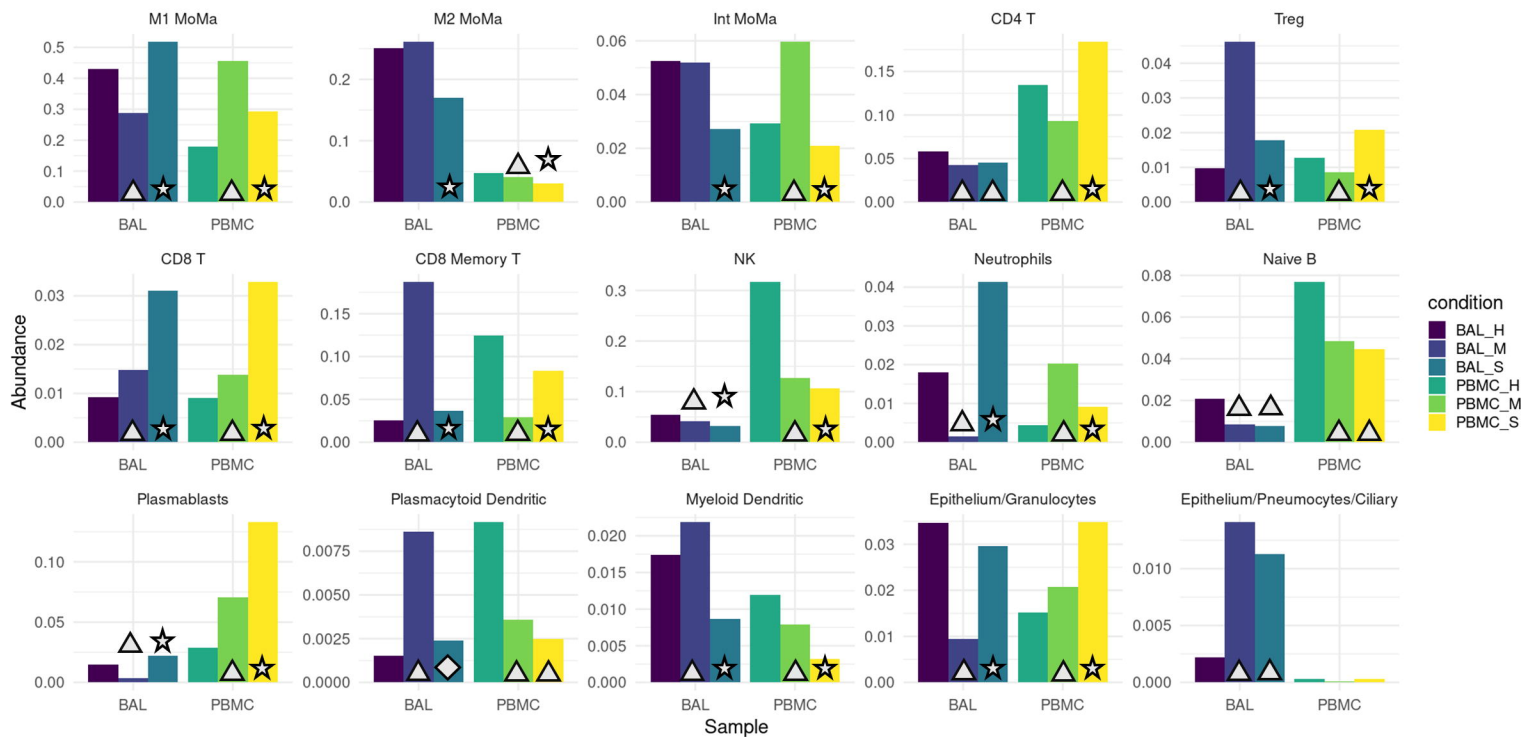 M1 MoMa
M2 MoMa
Int MoMa
CD4 T
Treg
0.5
0.4
0.3
0.2
0.1
0.0
BAL
PBMC
0.2
0.1
0.0
BAL
PBMC
0.06
0.04
0.02
0.00
BAL
PBMC
0.15
0.10
0.05
0.00
BAL
PBMC
0.04
0.03
0.02
0.01
0.00
BAL
PBMC
CD8 T
CD8 Memory T
NK
Neutrophils
Naive B
0.03
0.02
0.01
0.00
BAL
PBMC
0.15
0.10
0.05
0.00
BAL
PBMC
0.3
0.2
0.1
0.0
BAL
PBMC
0.04
0.03
0.02
0.01
0.00
BAL
PBMC
0.08
0.06
0.04
0.02
0.00
BAL
PBMC
Plasmablasts
Plasmacytoid Dendritic
Myeloid Dendritic
Epithelium/Granulocytes
Epithelium/Pneumocytes/Ciliary
0.10
0.05
0.00
BAL
PBMC
0.0075
0.0050
0.0025
0.0000
BAL
PBMC
0.020
0.015
0.010
0.005
0.000
BAL
PBMC
0.03
0.02
0.01
0.00
BAL
PBMC
0.010
0.005
0.000
BAL
PBMC
Abundance
Sample
condition
BAL_H
BAL_M
BAL_S
PBMC_H
PBMC_M
PBMC_S